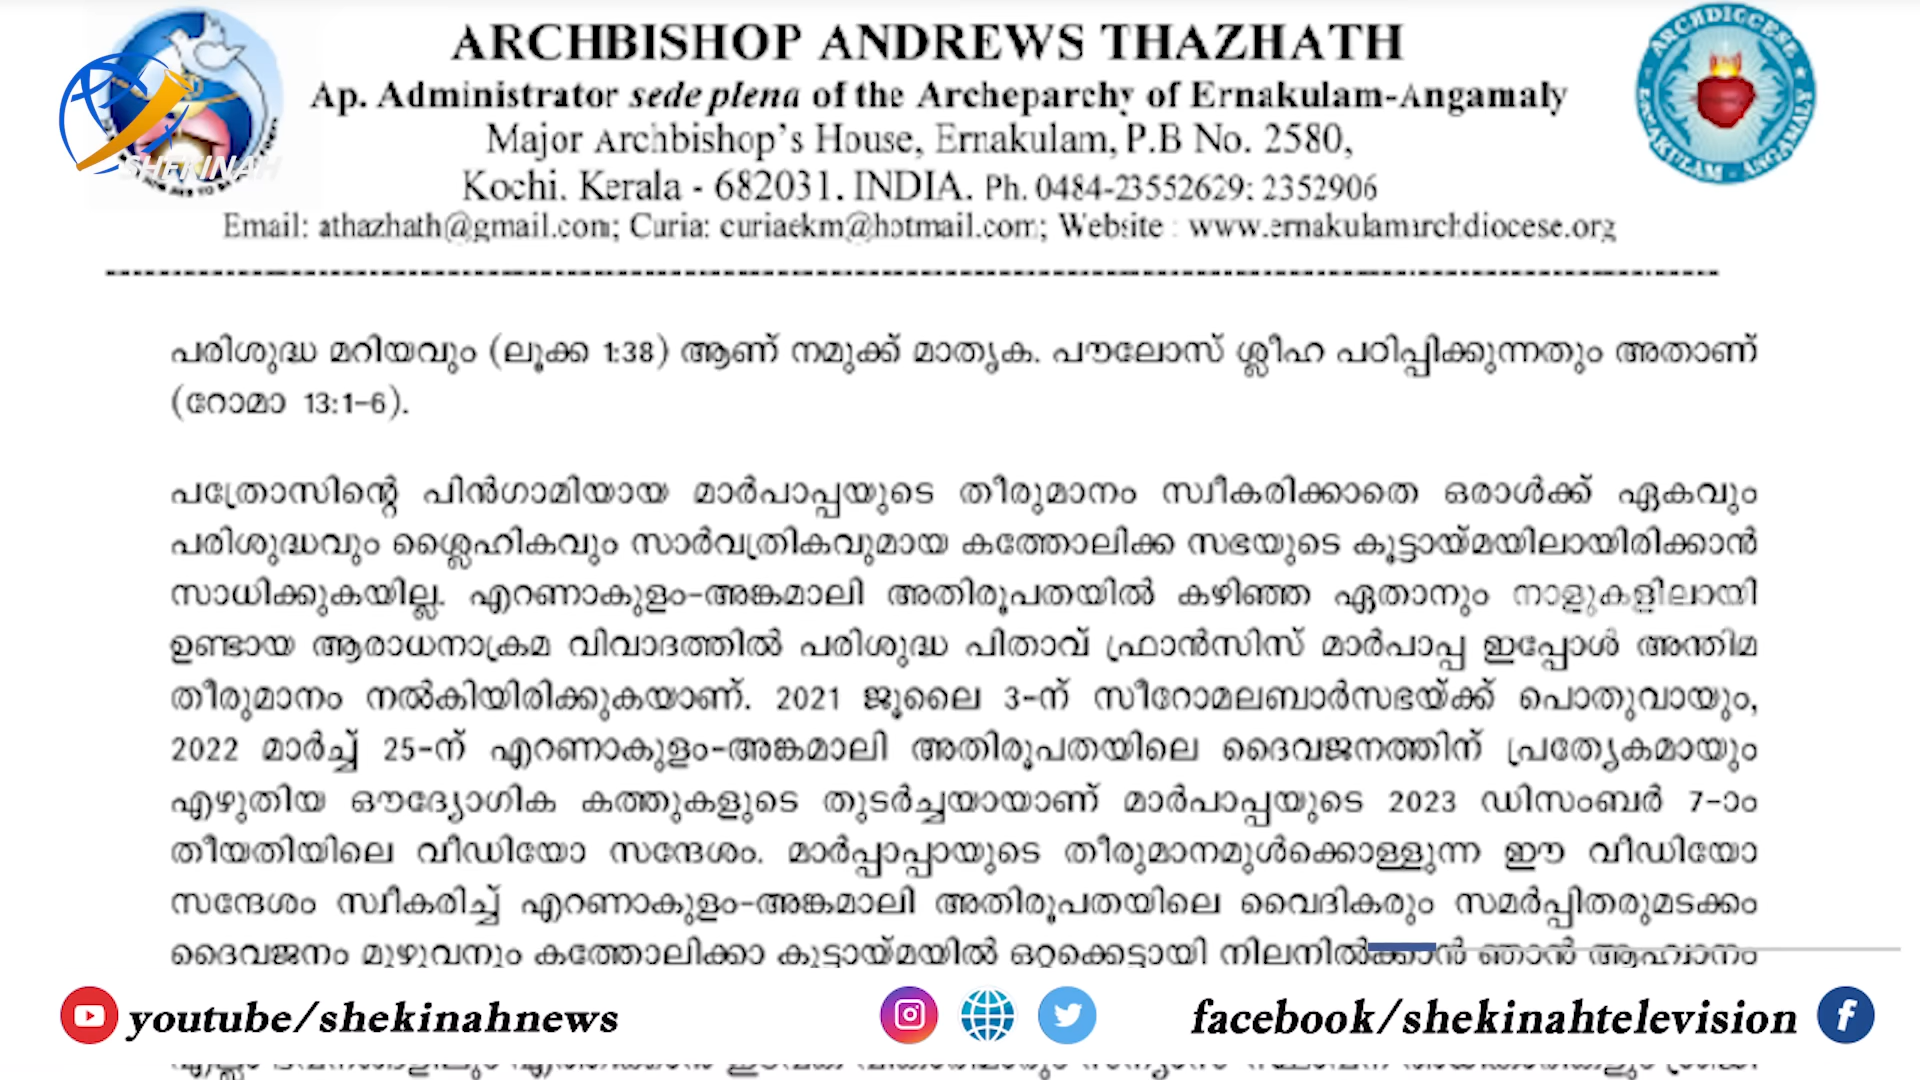 ARCHBISHOP ANDREWS THAZHATH
Ap. Administrator sede plena of the Archeparchy of Ernakulam-Angamaly
Major Archbishop's House, Ernakulam, P.B No. 2580,
Kochi. Kerala - 682031. INDIA. Ph. 0484-23552629: 2352906
Email: athazhath@gmail.com; Curia: curiaekm@hotmail.com; Website : www.ernakulamarchdiocese.org
SHEKINAH
ARCHDIOCESE ERNAKULAM - ANGAMALY
പരിശുദ്ധ മറിയവും (ലൂക്ക 1:38) ആണ് നമുക്ക് മാതൃക. പൗലോസ് ശ്ലീഹ പഠിപ്പിക്കുന്നതും അതാണ്
(റോമാ 13:1-6).
പത്രോസിന്റെ പിൻഗാമിയായ മാർപാപ്പയുടെ തീരുമാനം സ്വീകരിക്കാതെ ഒരാൾക്ക് ഏകവും
പരിശുദ്ധവും ശ്ലൈഹികവും സാർവത്രികവുമായ കത്തോലിക്ക സഭയുടെ കൂട്ടായ്മയിലായിരിക്കാൻ
സാധിക്കുകയില്ല. എറണാകുളം-അങ്കമാലി അതിരൂപതയിൽ കഴിഞ്ഞ ഏതാനും നാളുകളിലായി
ഉണ്ടായ ആരാധനാക്രമ വിവാദത്തിൽ പരിശുദ്ധ പിതാവ് ഫ്രാൻസിസ് മാർപാപ്പ ഇപ്പോൾ അന്തിമ
തീരുമാനം നൽകിയിരിക്കുകയാണ്. 2021 ജൂലൈ 3-ന് സീറോമലബാർസഭയ്ക്ക് പൊതുവായും,
2022 മാർച്ച് 25-ന് എറണാകുളം-അങ്കമാലി അതിരൂപതയിലെ ദൈവജനത്തിന് പ്രത്യേകമായും
എഴുതിയ ഔദ്യോഗിക കത്തുകളുടെ തുടർച്ചയായാണ് മാർപാപ്പയുടെ 2023 ഡിസംബർ 7-ാം
തീയതിയിലെ വീഡിയോ സന്ദേശം. മാർപ്പാപ്പായുടെ തീരുമാനമുൾക്കൊള്ളുന്ന ഈ വീഡിയോ
സന്ദേശം സ്വീകരിച്ച് എറണാകുളം-അങ്കമാലി അതിരൂപതയിലെ വൈദികരും സമർപ്പിതരുമടക്കം
ദൈവജനം മുഴുവനും കത്തോലിക്കാ കൂട്ടായ്മയിൽ ഒറ്റക്കെട്ടായി നിലനിൽക്കാൻ ഞാൻ ആഹ്വാനം
youtube/shekinahnews
facebook/shekinahtelevision